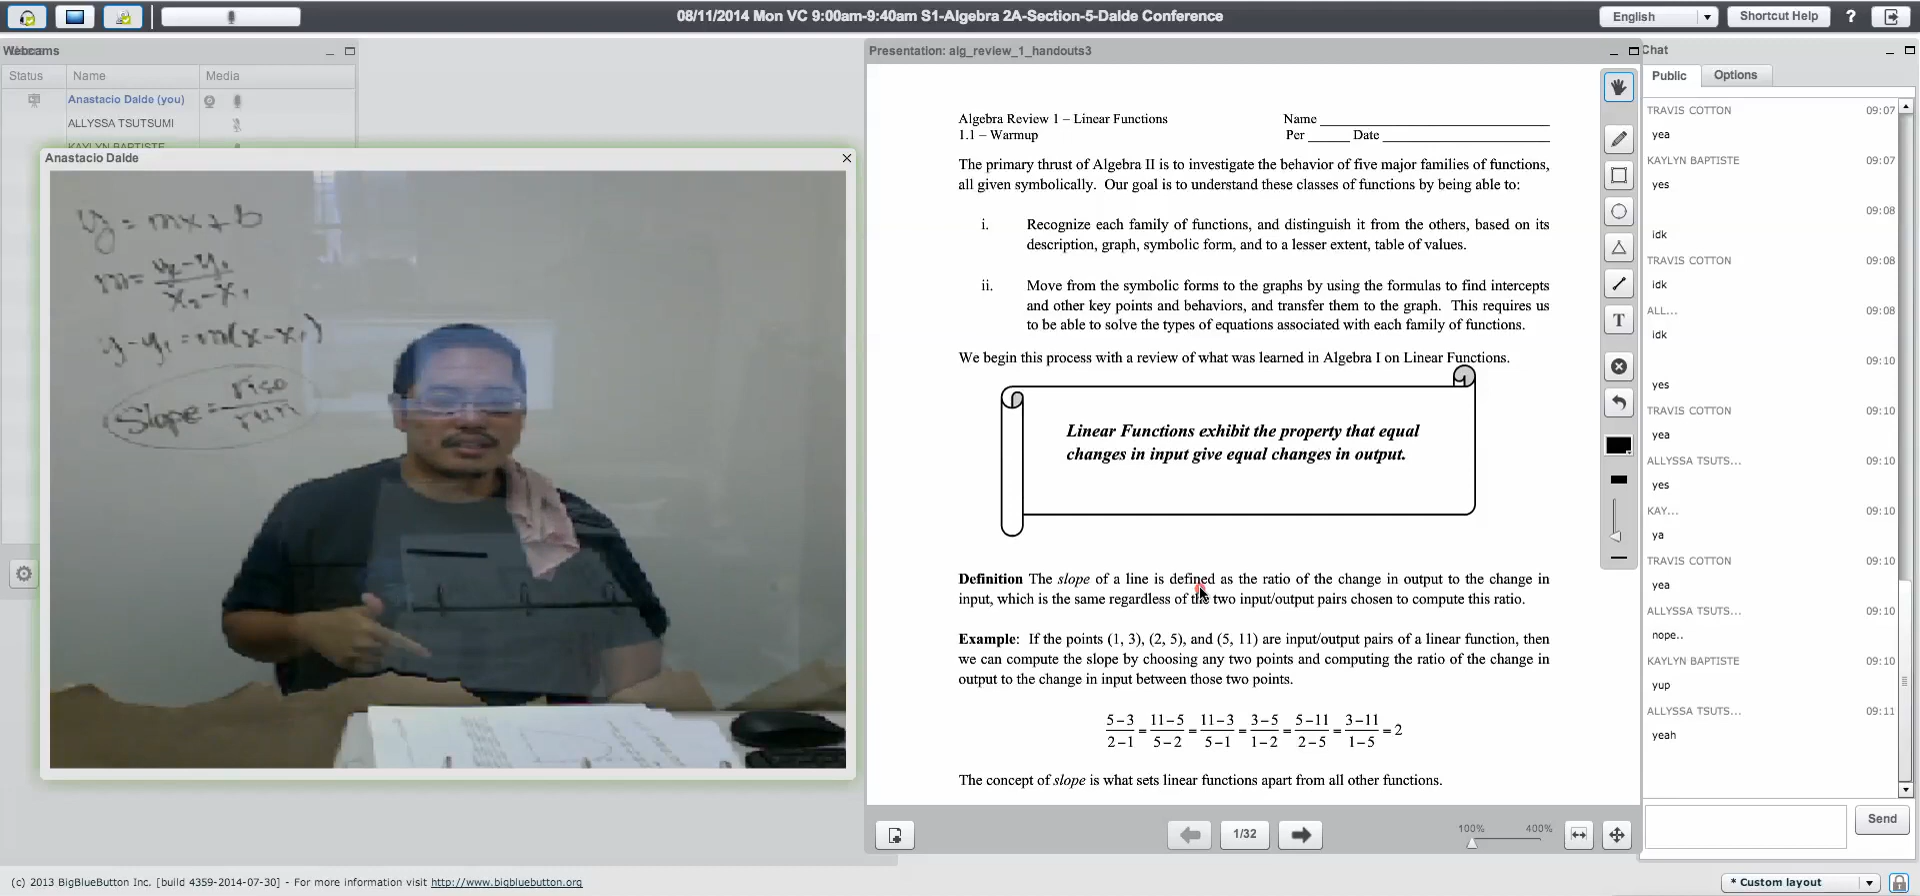 08/11/2014 Mon VC 9:00am-9:40am S1-Algebra 2A-Section-5-Dalde Conference
English
Shortcut Help
?
Webcams
Status Name Media
Anastacio Dalde (you)
ALLYSSA TSUTSUMI
KAYLYN BAPTISTE
Anastacio Dalde
y = mx + b
m = y₂-y₁ / x₂-x₁
y-y₁ = m(x-x₁)
Slope = rise / run
Presentation: alg_review_1_handouts3
Algebra Review 1 – Linear Functions Name
1.1 – Warmup Per Date
The primary thrust of Algebra II is to investigate the behavior of five major families of functions,
all given symbolically. Our goal is to understand these classes of functions by being able to:
i. Recognize each family of functions, and distinguish it from the others, based on its
description, graph, symbolic form, and to a lesser extent, table of values.
ii. Move from the symbolic forms to the graphs by using the formulas to find intercepts
and other key points and behaviors, and transfer them to the graph. This requires us
to be able to solve the types of equations associated with each family of functions.
We begin this process with a review of what was learned in Algebra I on Linear Functions.
Linear Functions exhibit the property that equal
changes in input give equal changes in output.
Definition The slope of a line is defined as the ratio of the change in output to the change in
input, which is the same regardless of the two input/output pairs chosen to compute this ratio.
Example: If the points (1, 3), (2, 5), and (5, 11) are input/output pairs of a linear function, then
we can compute the slope by choosing any two points and computing the ratio of the change in
output to the change in input between those two points.
5−3 / 2−1 = 11−5 / 5−2 = 11−3 / 5−1 = 3−5 / 1−2 = 5−11 / 2−5 = 3−11 / 1−5 = 2
The concept of slope is what sets linear functions apart from all other functions.
T
1/32
100% 400%
Chat
Public Options
TRAVIS COTTON 09:07
yea
KAYLYN BAPTISTE 09:07
yes
09:08
idk
TRAVIS COTTON 09:08
idk
ALL... 09:08
idk
09:10
yes
TRAVIS COTTON 09:10
yea
ALLYSSA TSUTS... 09:10
yes
KAY... 09:10
ya
TRAVIS COTTON 09:10
yea
ALLYSSA TSUTS... 09:10
nope..
KAYLYN BAPTISTE 09:10
yup
ALLYSSA TSUTS... 09:11
yeah
Send
(c) 2013 BigBlueButton Inc. [build 4359-2014-07-30] - For more information visit http://www.bigbluebutton.org
* Custom layout